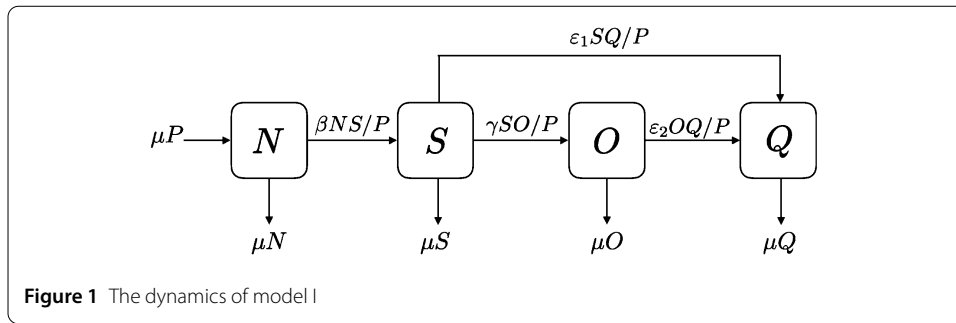 ε₁SQ/P
μP
N
βNS/P
S
γSO/P
O
ε₂OQ/P
Q
μN
μS
μO
μQ
Figure 1 The dynamics of model I